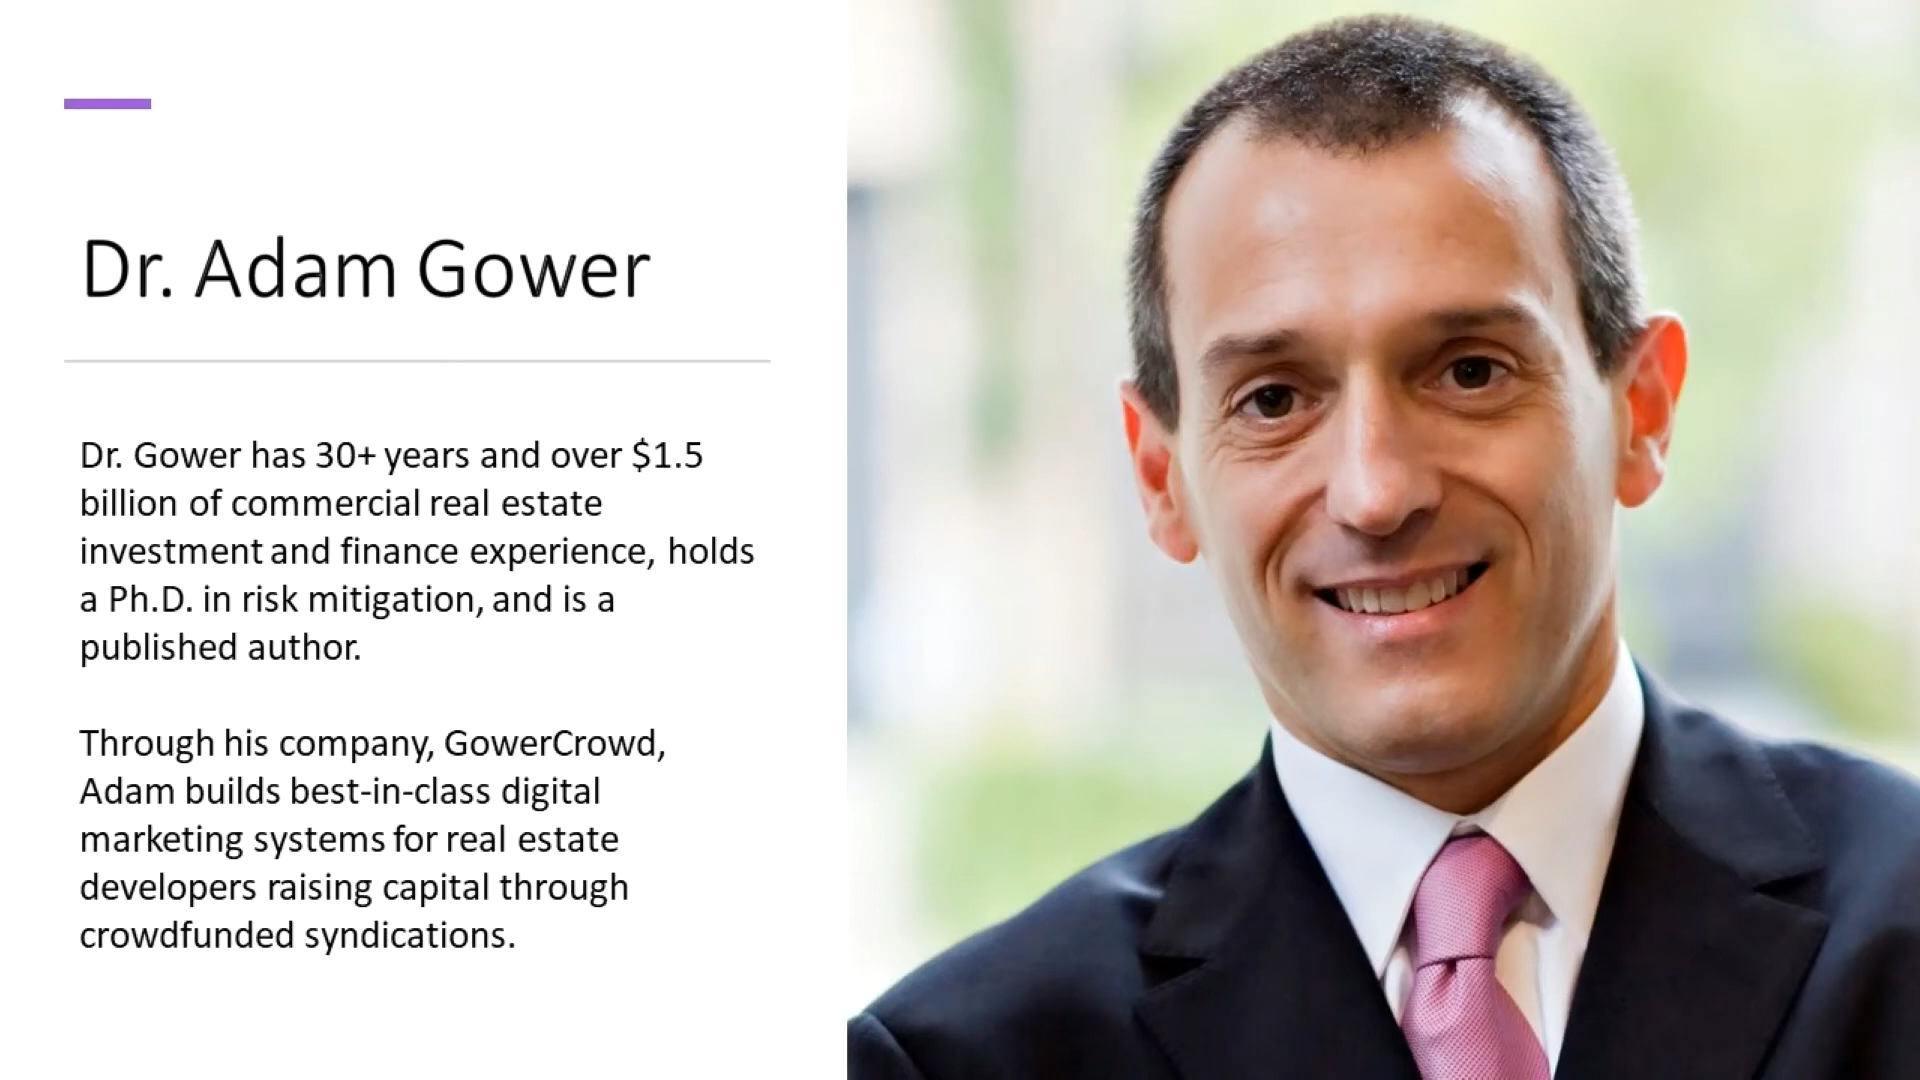 Dr. Adam Gower
Dr. Gower has 30+ years and over $1.5
billion of commercial real estate
investment and finance experience, holds
a Ph.D. in risk mitigation, and is a
published author.
Through his company, GowerCrowd,
Adam builds best-in-class digital
marketing systems for real estate
developers raising capital through
crowdfunded syndications.